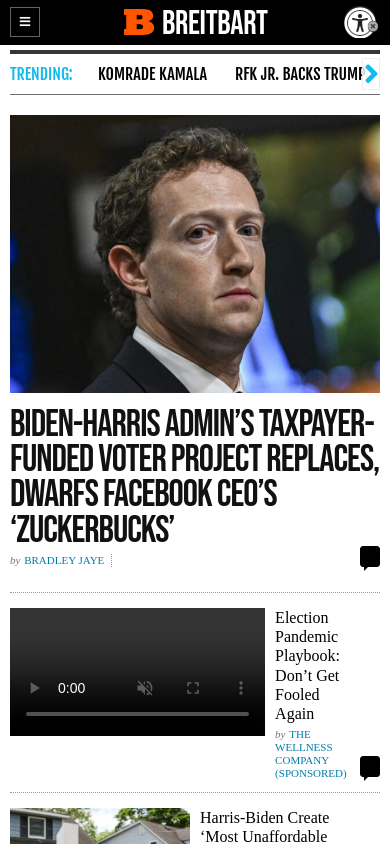 BREITBART
TRENDING: KOMRADE KAMALA RFK JR. BACKS TRUMP
BIDEN-HARRIS ADMIN’S TAXPAYER-
FUNDED VOTER PROJECT REPLACES,
DWARFS FACEBOOK CEO’S
‘ZUCKERBUCKS’
by BRADLEY JAYE
0:00
Election
Pandemic
Playbook:
Don’t Get
Fooled
Again
by THE
WELLNESS
COMPANY
(SPONSORED)
Harris-Biden Create
‘Most Unaffordable